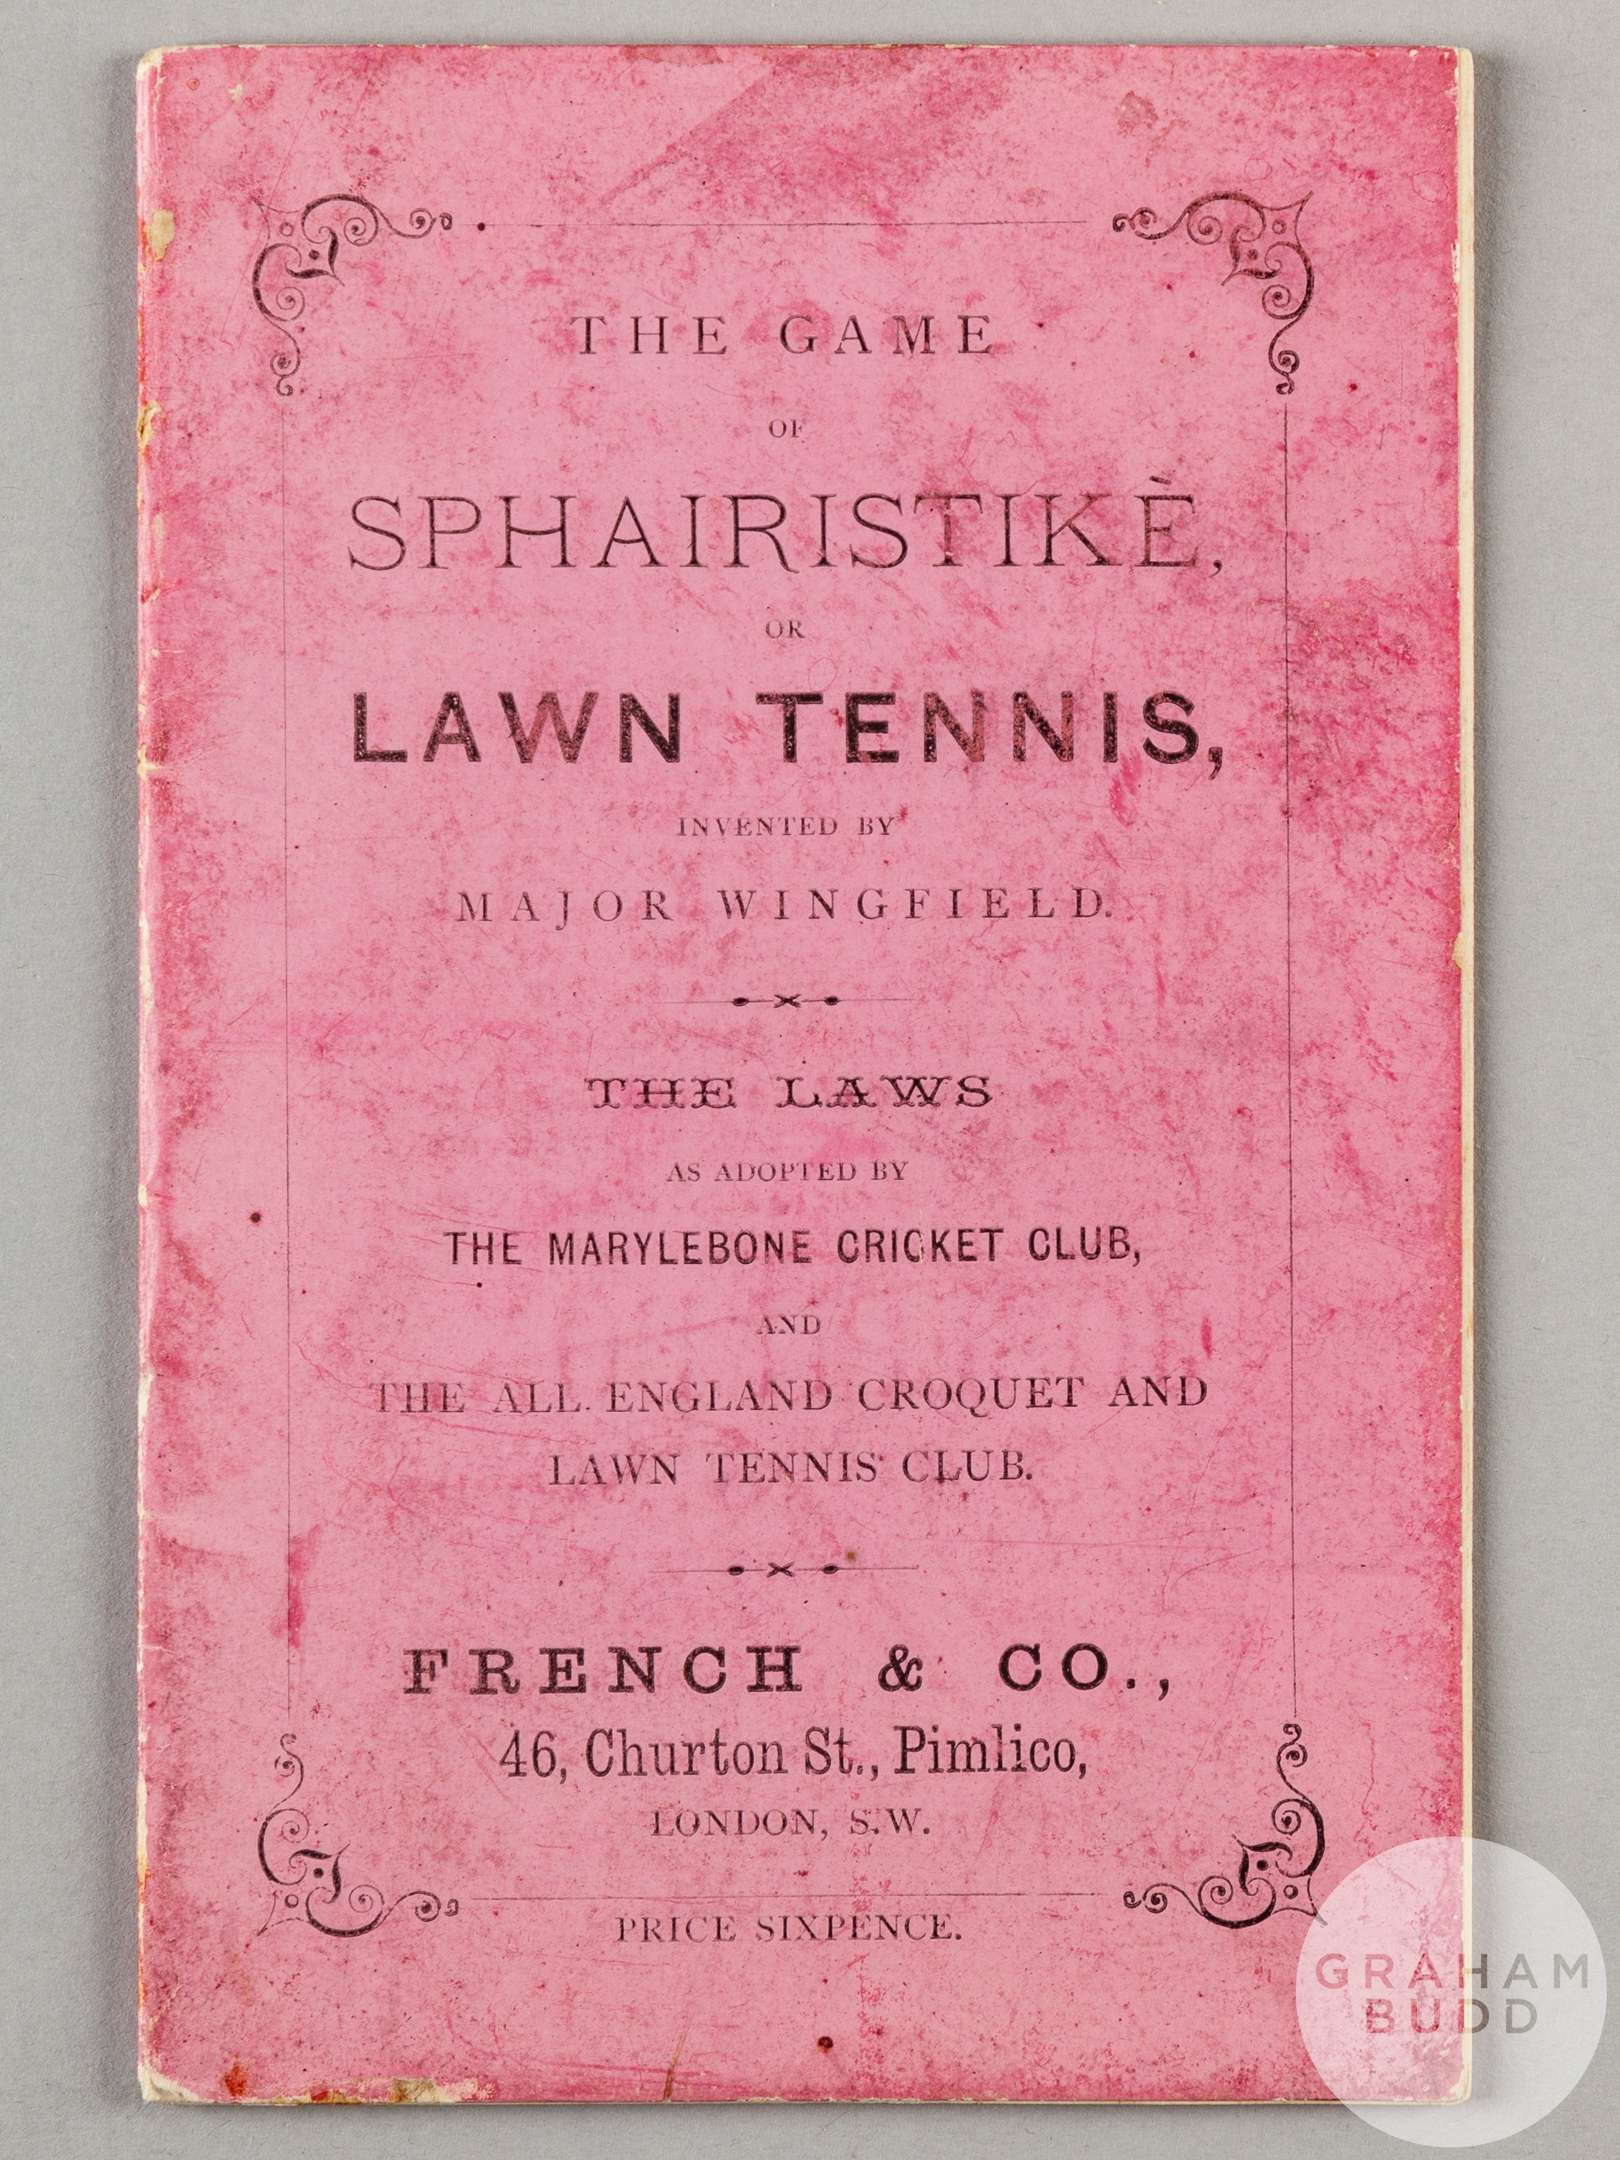 THE GAME
OF
SPHAIRISTIKÈ,
OR
LAWN TENNIS,
INVENTED BY
MAJOR WINGFIELD.
THE LAWS
AS ADOPTED BY
THE MARYLEBONE CRICKET CLUB,
AND
THE ALL ENGLAND CROQUET AND
LAWN TENNIS CLUB.
FRENCH & CO.,
46, Churton St., Pimlico,
LONDON, S.W.
PRICE SIXPENCE.
GRAHAM
BUDD